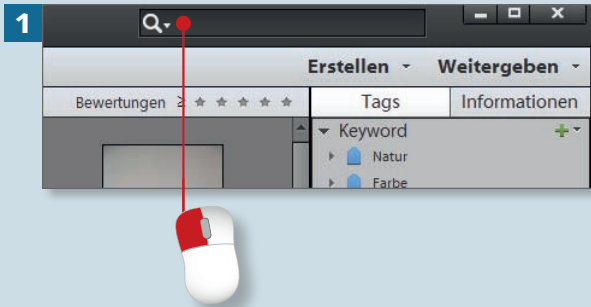 1
Erstellen Weitergeben
Bewertungen ≥ Tags Informationen
Keyword
Natur
Farbe